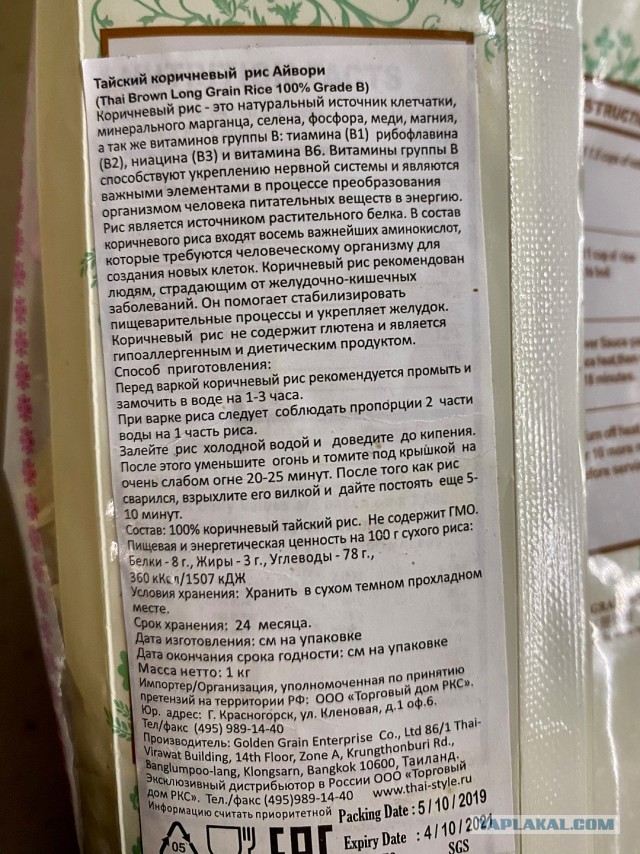 Тайский коричневый рис Айвори
(Thai Brown Long Grain Rice 100% Grade B)
Коричневый рис - это натуральный источник клетчатки,
минерального марганца, селена, фосфора, меди, магния,
а так же витаминов группы В: тиамина (В1) рибофлавина
(В2), ниацина (В3) и витамина В6. Витамины группы В
способствуют укреплению нервной системы и являются
важными элементами в процессе преобразования
организмом человека питательных веществ в энергию.
Рис является источником растительного белка. В состав
коричневого риса входят восемь важнейших аминокислот,
которые требуются человеческому организму для
создания новых клеток. Коричневый рис рекомендован
людям, страдающим от желудочно-кишечных
заболеваний. Он помогает стабилизировать
пищеварительные процессы и укрепляет желудок.
Коричневый рис не содержит глютена и является
гипоаллергенным и диетическим продуктом.
Способ приготовления:
Перед варкой коричневый рис рекомендуется промыть и
замочить в воде на 1-3 часа.
При варке риса следует соблюдать пропорции 2 части
воды на 1 часть риса.
Залейте рис холодной водой и доведите до кипения.
После этого уменьшите огонь и томите под крышкой на
очень слабом огне 20-25 минут. После того как рис
сварился, взрыхлите его вилкой и дайте постоять еще 5-
10 минут.
Состав: 100% коричневый тайский рис. Не содержит ГМО.
Пищевая и энергетическая ценность на 100 г сухого риса:
Белки - 8 г., Жиры - 3 г., Углеводы - 78 г.,
360 кКал/1507 кДЖ
Условия хранения: Хранить в сухом темном прохладном
месте.
Срок хранения: 24 месяца.
Дата изготовления: см на упаковке
Дата окончания срока годности: см на упаковке
Масса нетто: 1 кг
Импортер/Организация, уполномоченная по принятию
претензий на территории РФ: ООО «Торговый дом РКС».
Юр. адрес: Г. Красногорск, ул. Кленовая, д.1 оф.6.
Тел/факс (495) 989-14-40
Производитель: Golden Grain Enterprise Co., Ltd 86/1 Thai-
Virawat Building, 14th Floor, Zone A, Krungthonburi Rd.,
Banglumpoo-lang, Klongsarn, Bangkok 10600, Таиланд.
Эксклюзивный дистрибьютор в России ООО «Торговый
дом РКС». Тел./факс (495)989-14-40 www.thai-style.ru
Информацию считать приоритетной
Packing Date : 5/10/2019
Expiry Date : 4/10/2021
SGS
05
EAC
YAPLAKAL.COM